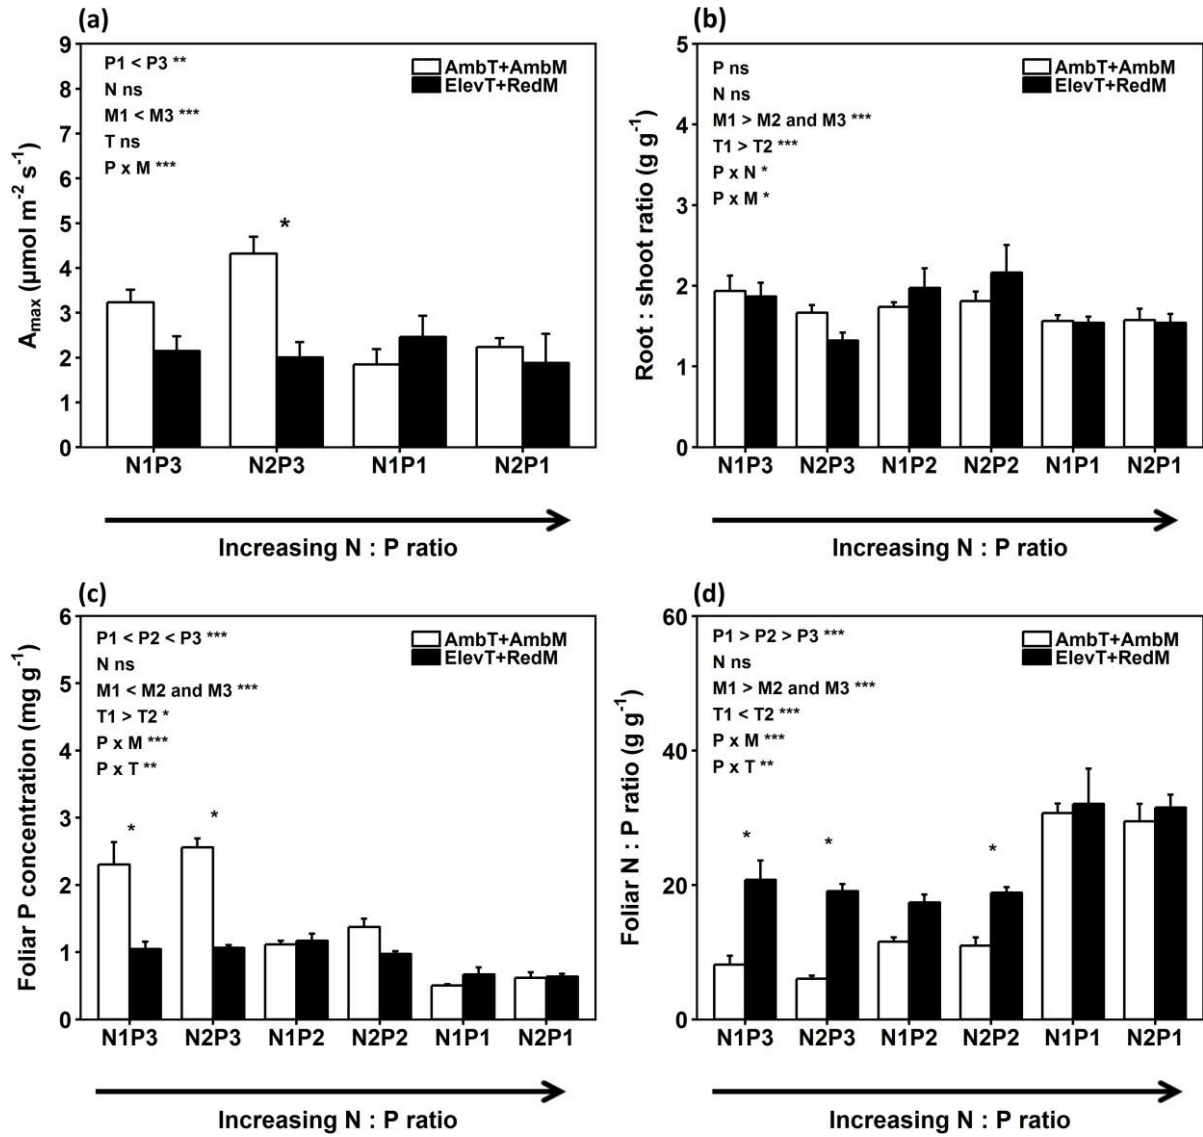 (a)
9
8
7
6
5
4
3
2
1
0
A_max (µmol m^-2 s^-1)
P1 < P3 **
N ns
M1 < M3 ***
T ns
P x M ***
AmbT+AmbM
ElevT+RedM
*
N1P3 N2P3 N1P1 N2P1
Increasing N : P ratio
(b)
5
4
3
2
1
0
Root : shoot ratio (g g^-1)
P ns
N ns
M1 > M2 and M3 ***
T1 > T2 ***
P x N *
P x M *
AmbT+AmbM
ElevT+RedM
N1P3 N2P3 N1P2 N2P2 N1P1 N2P1
Increasing N : P ratio
(c)
6
5
4
3
2
1
0
Foliar P concentration (mg g^-1)
P1 < P2 < P3 ***
N ns
M1 < M2 and M3 ***
T1 > T2 *
P x M ***
P x T **
AmbT+AmbM
ElevT+RedM
* *
N1P3 N2P3 N1P2 N2P2 N1P1 N2P1
Increasing N : P ratio
(d)
60
40
20
0
Foliar N : P ratio (g g^-1)
P1 > P2 > P3 ***
N ns
M1 > M2 and M3 ***
T1 < T2 ***
P x M ***
P x T **
AmbT+AmbM
ElevT+RedM
* * *
N1P3 N2P3 N1P2 N2P2 N1P1 N2P1
Increasing N : P ratio